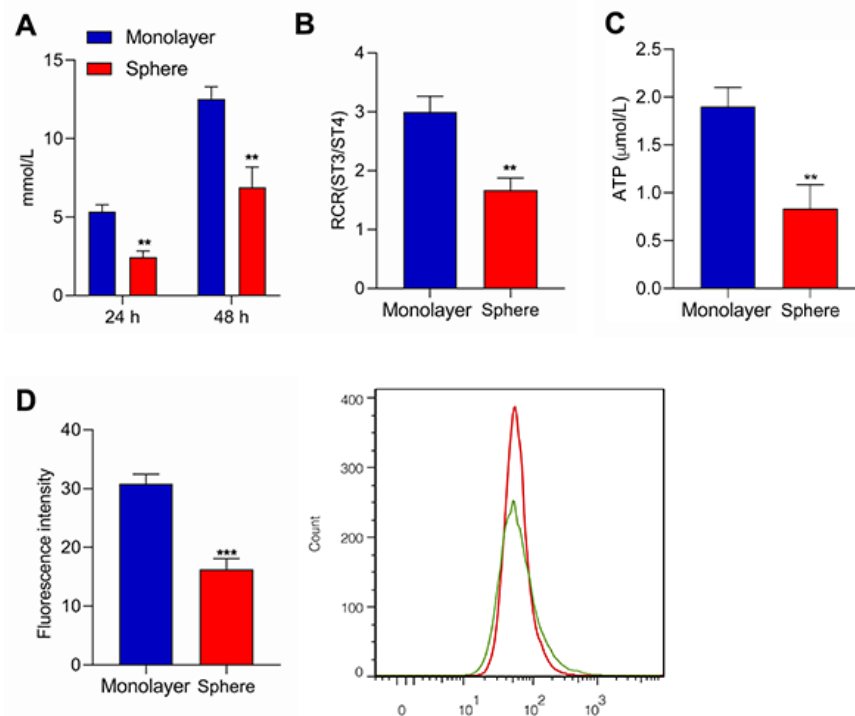 A
Monolayer
Sphere
15
10
5
0
mmol/L
**
**
24 h
48 h
B
4
3
2
1
0
RCR(ST3/ST4)
**
Monolayer
Sphere
C
2.5
2.0
1.5
1.0
0.5
0.0
ATP (μmol/L)
**
Monolayer
Sphere
D
40
30
20
10
0
Fluorescence intensity
***
Monolayer
Sphere
400
300
200
100
0
Count
0
10¹
10²
10³